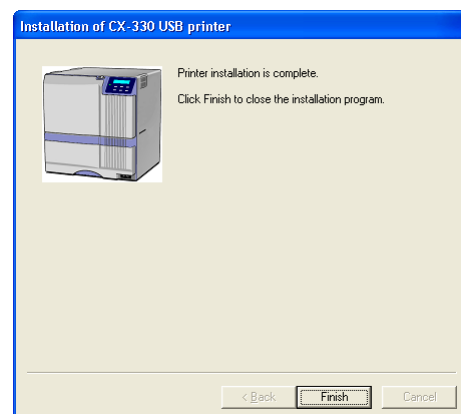 Installation of CX-330 USB printer
Printer installation is complete.
Click Finish to close the installation program.
< Back Finish Cancel